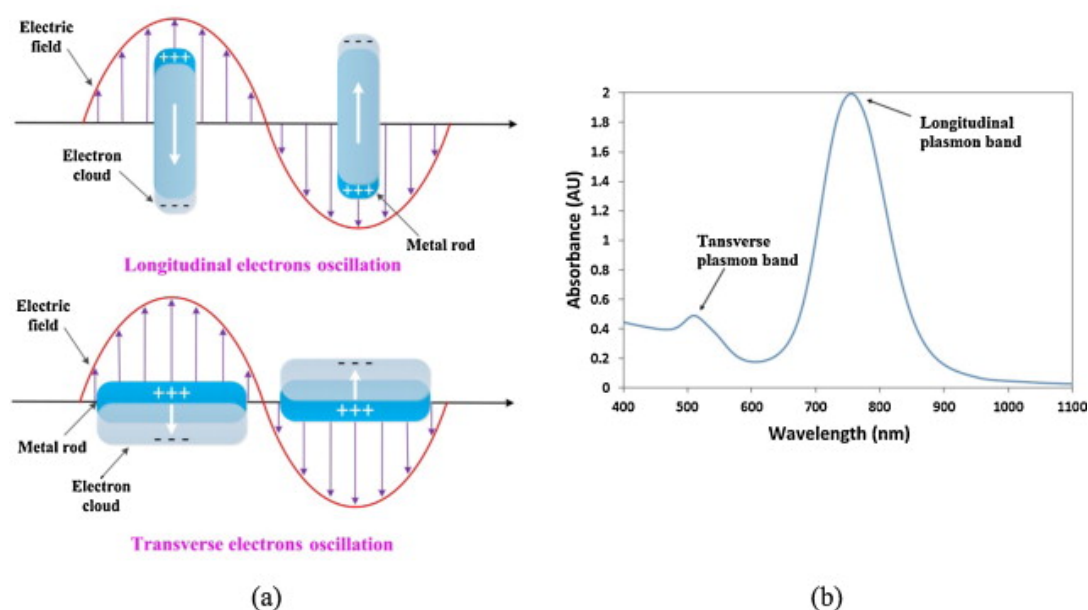 Electric
field
+++
- - -
Electron
cloud
- - -
+++
Metal rod
Longitudinal electrons oscillation
Electric
field
+++
- - -
Metal rod
Electron
cloud
- - -
+++
Transverse electrons oscillation
(a)
Absorbance (AU)
2
1.8
1.6
1.4
1.2
1
0.8
0.6
0.4
0.2
0
Longitudinal
plasmon band
Tansverse
plasmon band
400 500 600 700 800 900 1000 1100
Wavelength (nm)
(b)